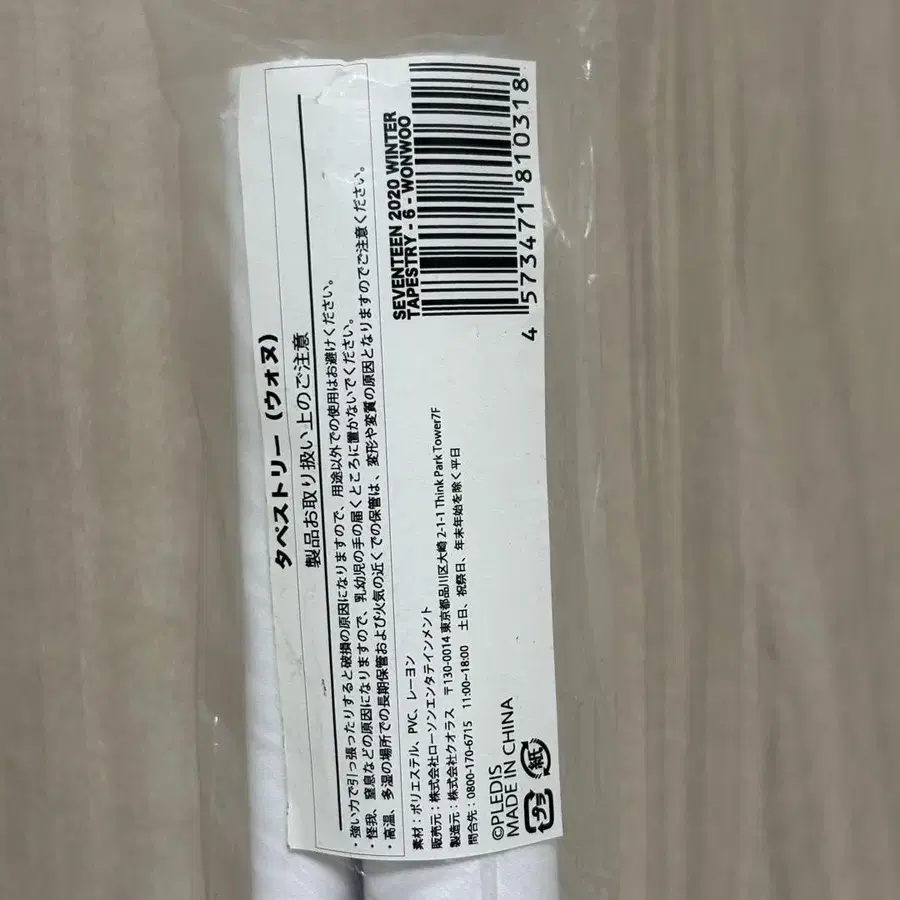 タペストリー（ウォヌ）
製品お取り扱い上のご注意
・強い力で引っ張ったりすると破損の原因になりますので、用途以外での使用はお避けください。
・怪我、窒息などの原因になりますので、乳幼児の手の届くところに置かないでください。
・高温、多湿の場所での長期保管および火気の近くでの保管は、変形や変質の原因となりますのでご注意ください。
SEVENTEEN 2020 WINTER
TAPESTRY - 6 - WONWOO
4 573471 810318
素材：ポリエステル、PVC、レーヨン
販売元：株式会社ローソンエンタテインメント
製造元：株式会社クオラス 〒130-0014 東京都品川区大崎 2-1-1 Think Park Tower7F
問合先：0800-170-6715 11:00~18:00 土日、祝祭日、年末年始を除く平日
©PLEDIS
MADE IN CHINA
プラ 紙